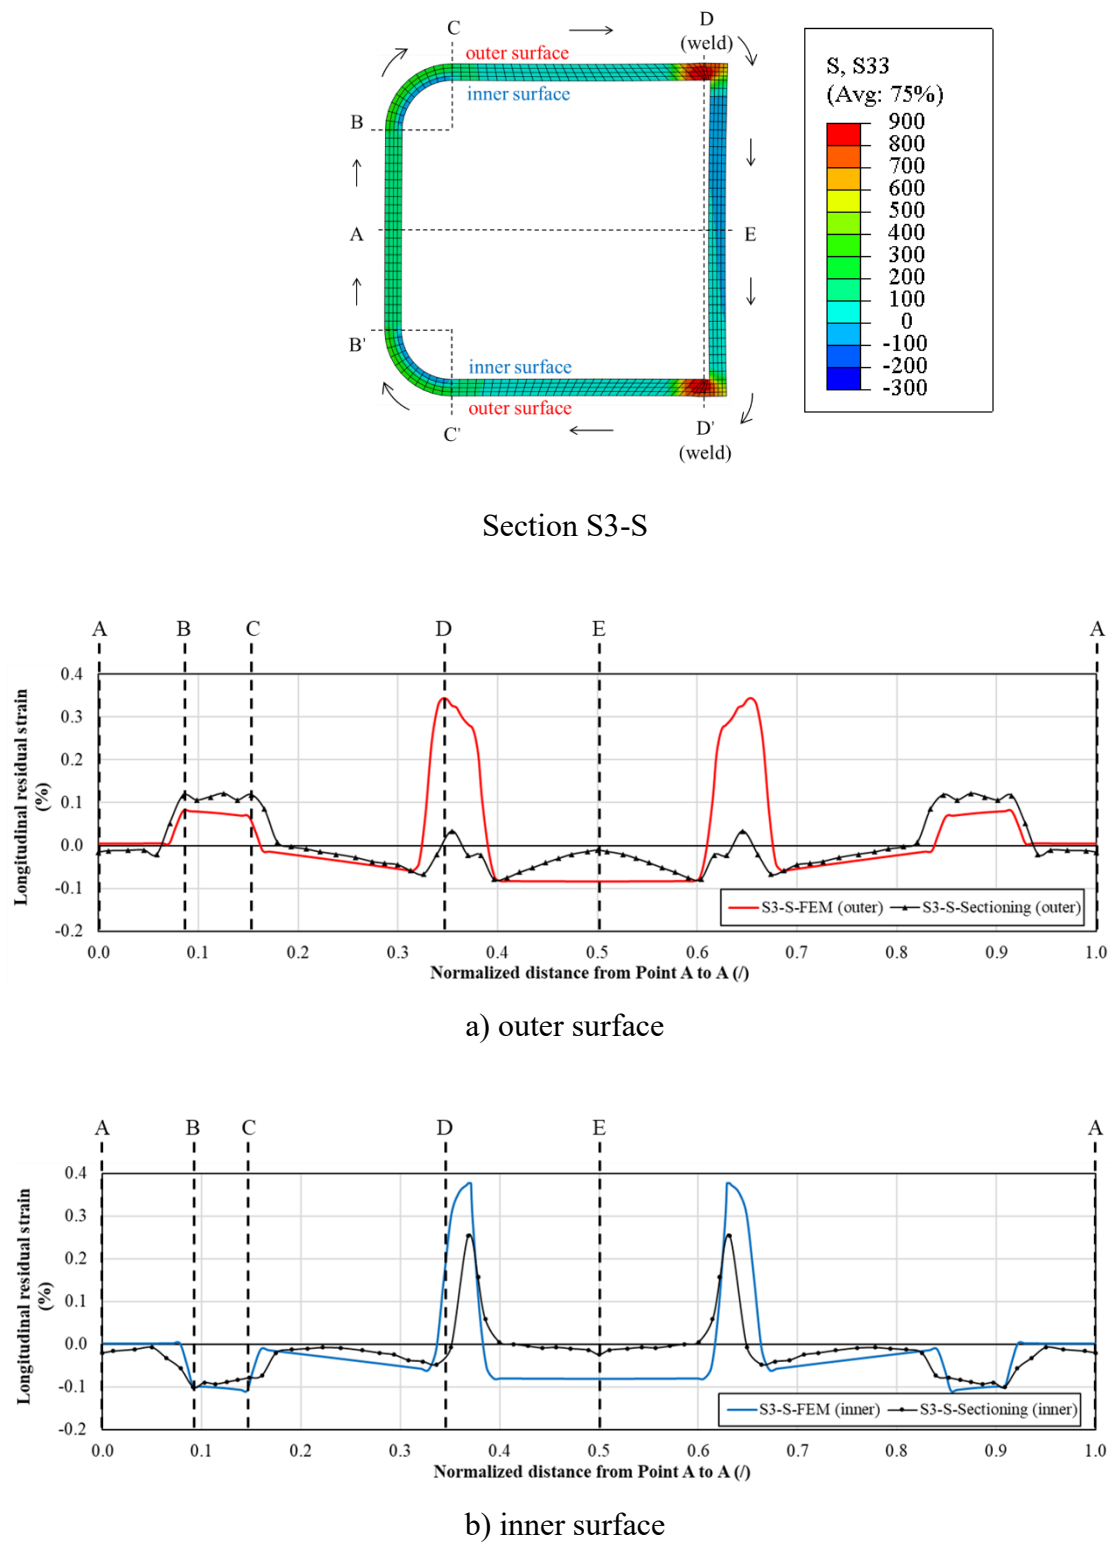 C
D
(weld)
outer surface
inner surface
B
A
E
B'
inner surface
outer surface
C'
D'
(weld)
S, S33
(Avg: 75%)
900
800
700
600
500
400
300
200
100
0
-100
-200
-300
Section S3-S
A B C D E A
Longitudinal residual strain
(%)
0.4
0.3
0.2
0.1
0.0
-0.1
-0.2
S3-S-FEM (outer) S3-S-Sectioning (outer)
0.0 0.1 0.2 0.3 0.4 0.5 0.6 0.7 0.8 0.9 1.0
Normalized distance from Point A to A (/)
a) outer surface
A B C D E A
Longitudinal residual strain
(%)
0.4
0.3
0.2
0.1
0.0
-0.1
-0.2
S3-S-FEM (inner) S3-S-Sectioning (inner)
0.0 0.1 0.2 0.3 0.4 0.5 0.6 0.7 0.8 0.9 1.0
Normalized distance from Point A to A (/)
b) inner surface